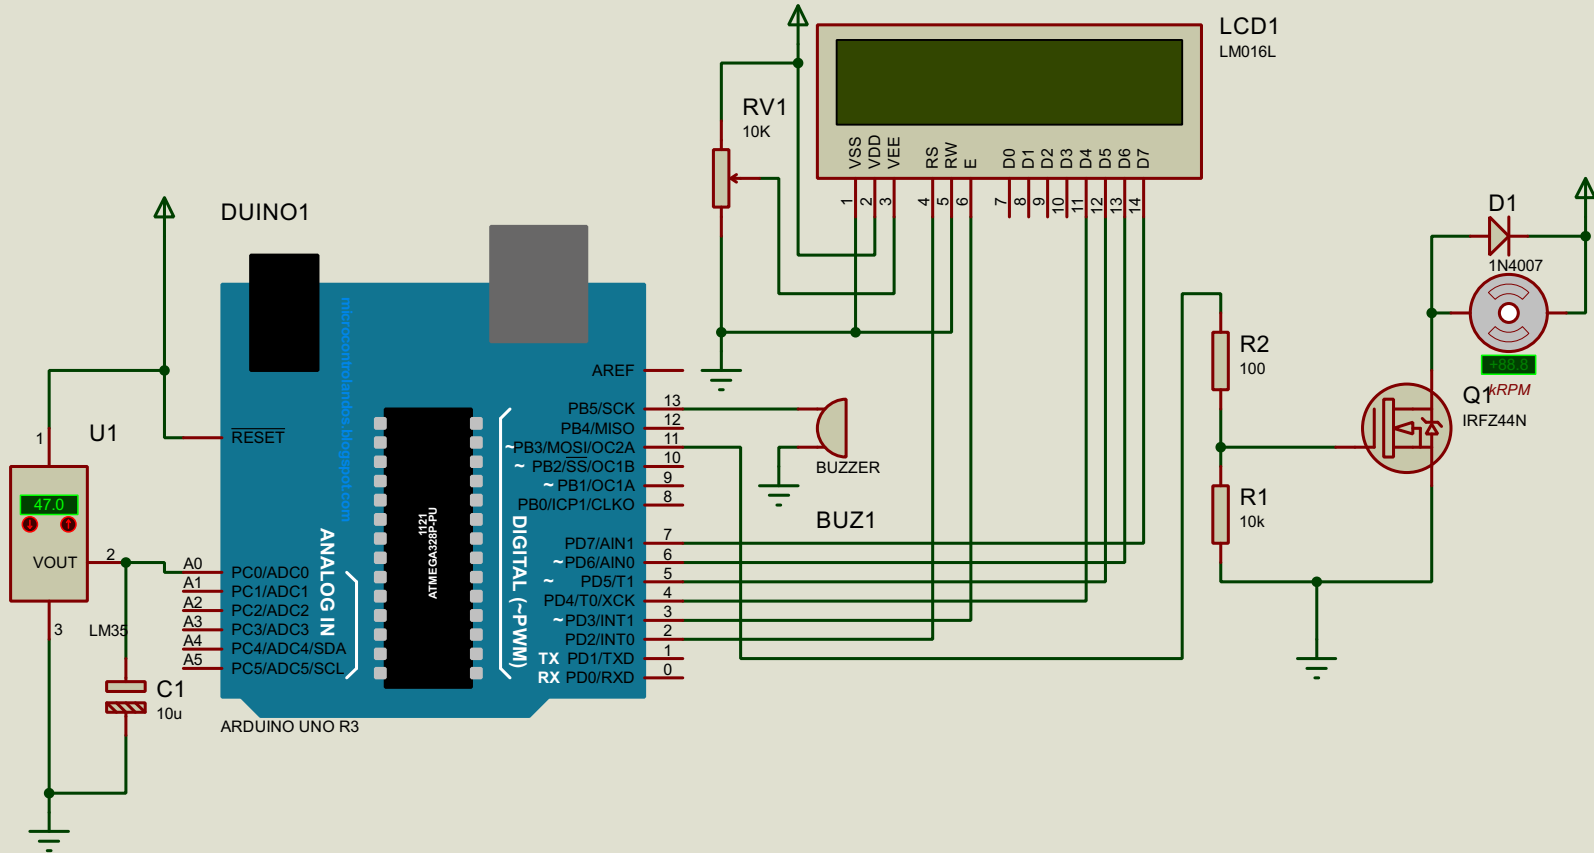 LCD1
LM016L
RV1
10K
VSS
VDD
VEE
RS
RW
E
D0
D1
D2
D3
D4
D5
D6
D7
1
2
3
4
5
6
7
8
9
10
11
12
13
14
D1
1N4007
+88.8
kRPM
Q1
IRFZ44N
R2
100
R1
10k
DUINO1
microcontrolandos.blogspot.com
AREF
PB5/SCK 13
PB4/MISO 12
~PB3/MOSI/OC2A 11
~ PB2/SS/OC1B 10
~ PB1/OC1A 9
PB0/ICP1/CLKO 8
PD7/AIN1 7
~PD6/AIN0 6
~ PD5/T1 5
PD4/T0/XCK 4
~PD3/INT1 3
PD2/INT0 2
TX PD1/TXD 1
RX PD0/RXD 0
RESET
A0 PC0/ADC0
A1 PC1/ADC1
A2 PC2/ADC2
A3 PC3/ADC3
A4 PC4/ADC4/SDA
A5 PC5/ADC5/SCL
ANALOG IN
1121
ATMEGA328P-PU
DIGITAL (~PWM)
ARDUINO UNO R3
BUZZER
BUZ1
U1
1
47.0
VOUT
2
3
LM35
C1
10u